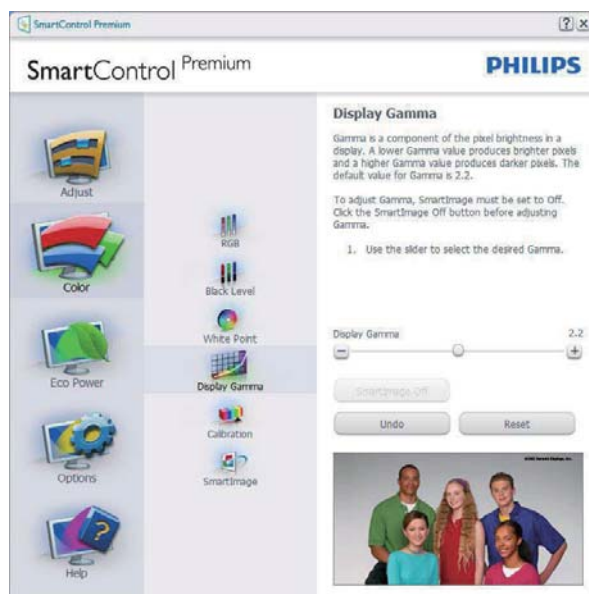 SmartControl Premium
SmartControl Premium
PHILIPS
Adjust
Color
Eco Power
Options
Help
RGB
Black Level
White Point
Display Gamma
Calibration
SmartImage
Display Gamma
Gamma is a component of the pixel brightness in a
display. A lower Gamma value produces brighter pixels
and a higher Gamma value produces darker pixels. The
default value for Gamma is 2.2.
To adjust Gamma, SmartImage must be set to Off.
Click the SmartImage Off button before adjusting
Gamma.
1. Use the slider to select the desired Gamma.
Display Gamma 2.2
SmartImage Off
Undo Reset